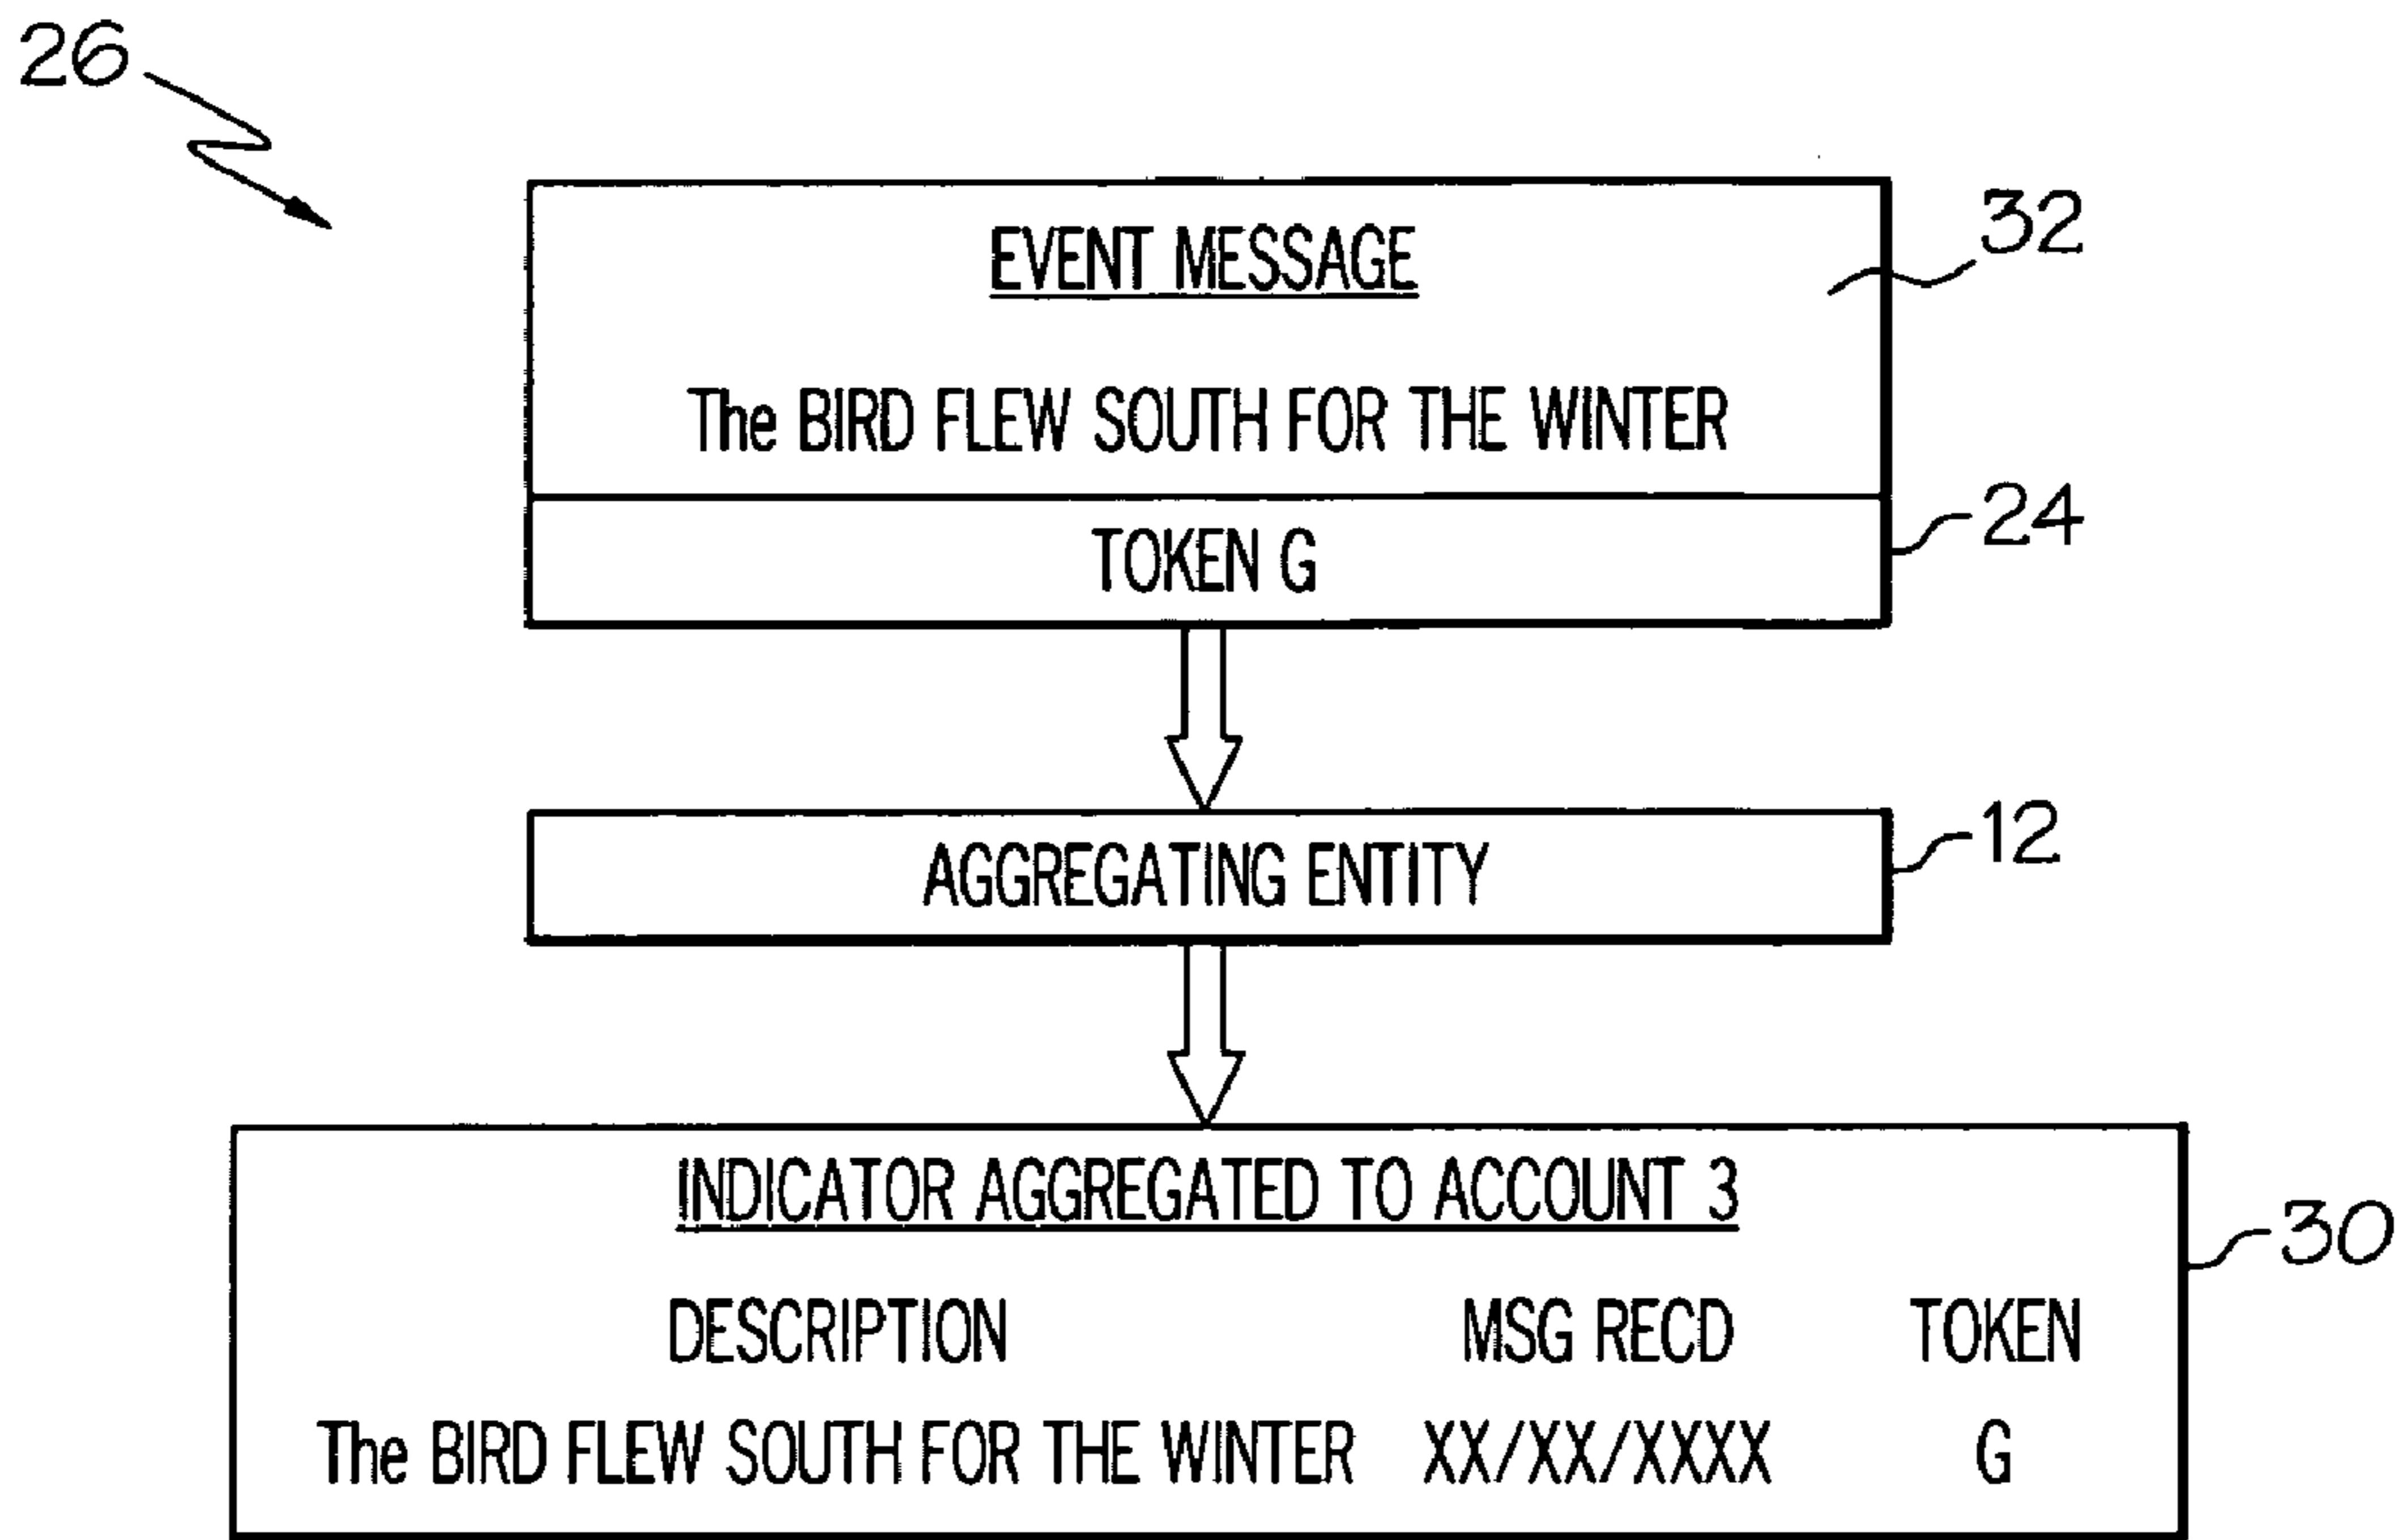 26
EVENT MESSAGE
32
The BIRD FLEW SOUTH FOR THE WINTER
TOKEN G
24
AGGREGATING ENTITY
12
INDICATOR AGGREGATED TO ACCOUNT 3
30
DESCRIPTION MSG RECD TOKEN
The BIRD FLEW SOUTH FOR THE WINTER XX/XX/XXXX G